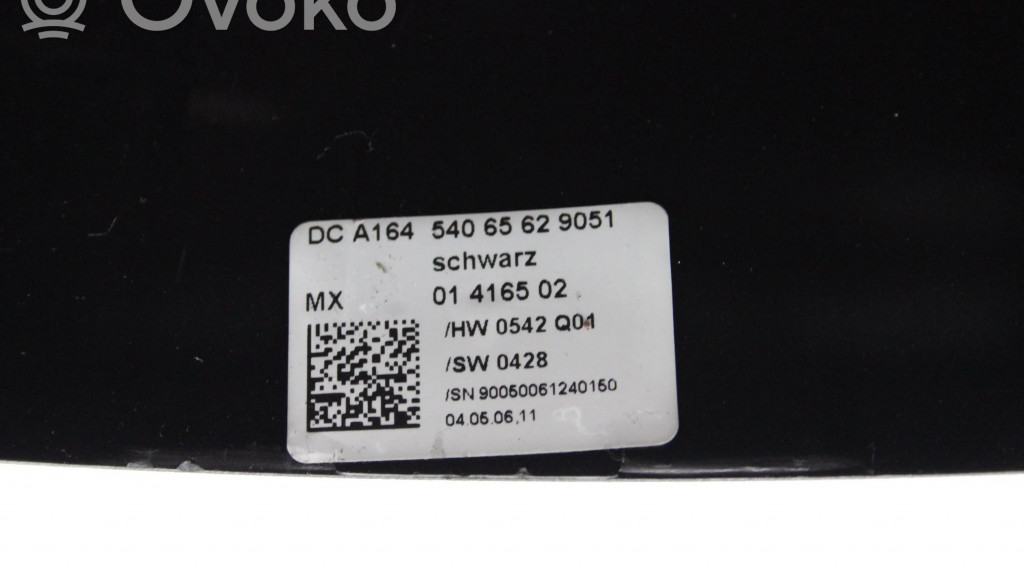 Ovoko
DC A164 540 65 62 9051
schwarz
MX 01 4165 02
/HW 0542 Q01
/SW 0428
/SN 90050061240150
04.05.06,11